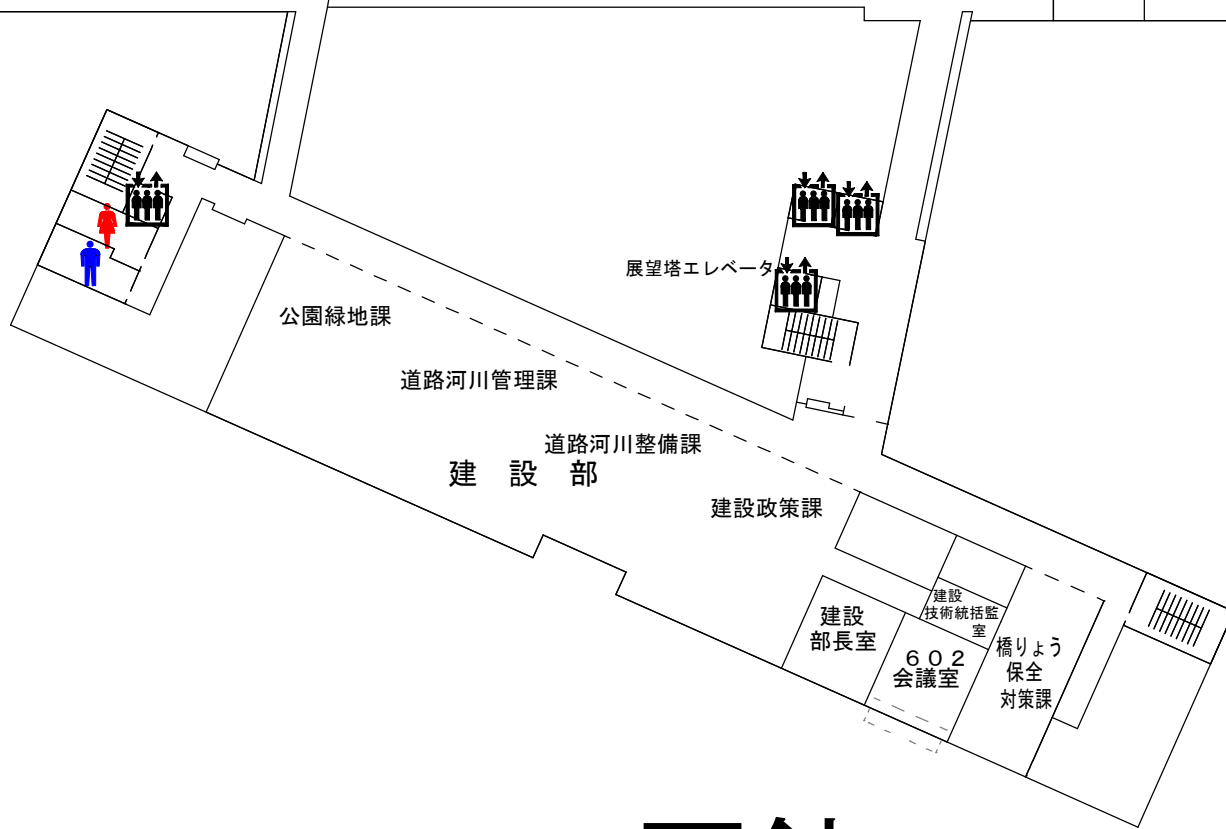 展望塔エレベータ
公園緑地課
道路河川管理課
道路河川整備課
建　設　部
建設政策課
建設
部長室
６０２
会議室
建設
技術統括監
室
橋りょう
保全
対策課